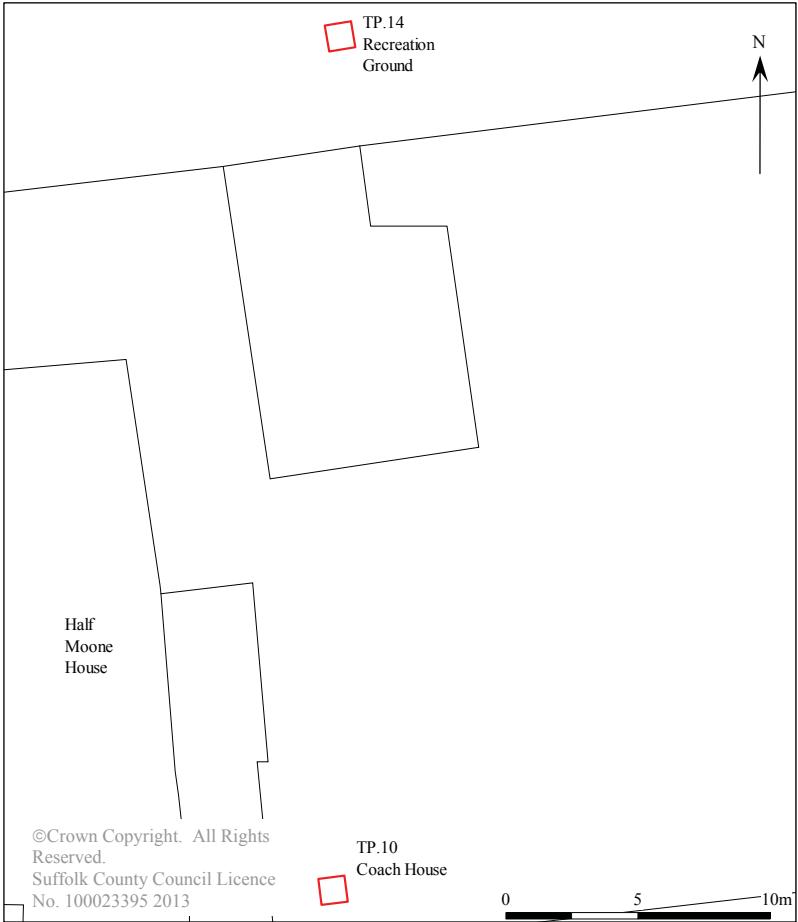 TP.14
Recreation
Ground
N
Half
Moone
House
©Crown Copyright. All Rights
Reserved.
Suffolk County Council Licence
No. 100023395 2013
TP.10
Coach House
0 5 10m